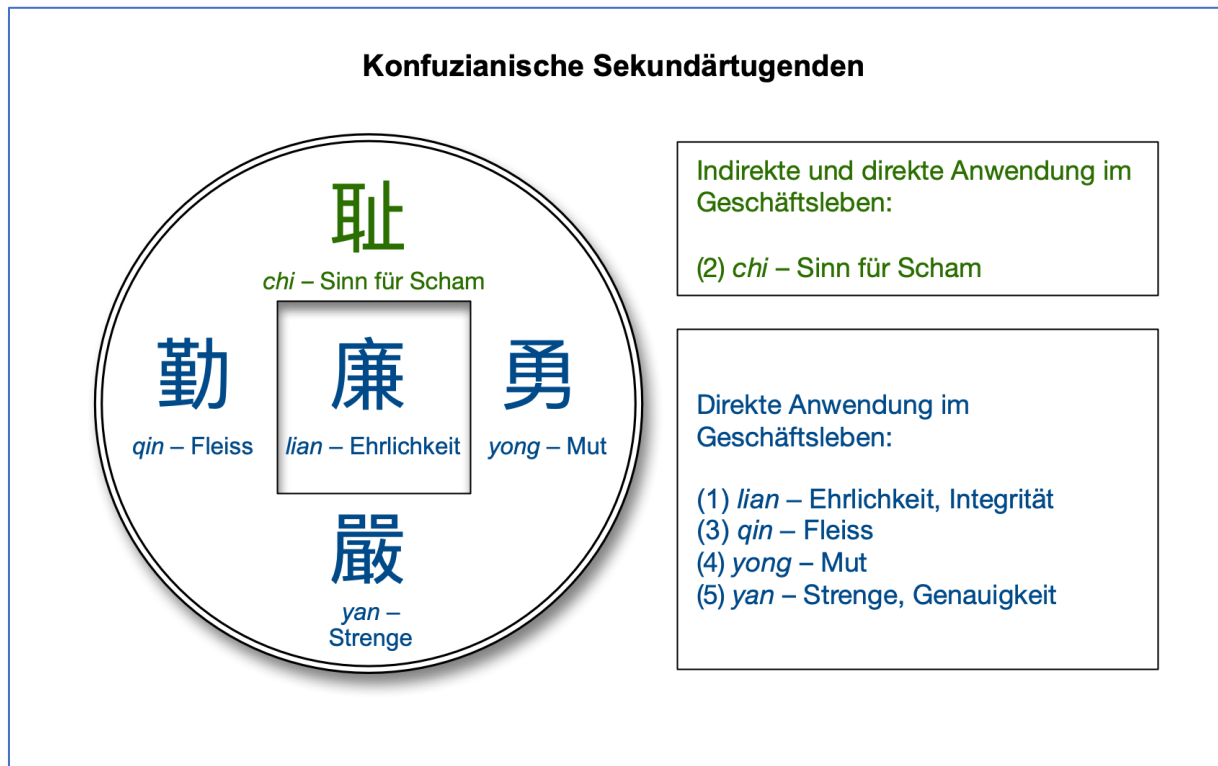 Konfuzianische Sekundärtugenden
耻
chi – Sinn für Scham
勤
qin – Fleiss
廉
lian – Ehrlichkeit
勇
yong – Mut
嚴
yan –
Strenge
Indirekte und direkte Anwendung im
Geschäftsleben:
(2) chi – Sinn für Scham
Direkte Anwendung im
Geschäftsleben:
(1) lian – Ehrlichkeit, Integrität
(3) qin – Fleiss
(4) yong – Mut
(5) yan – Strenge, Genauigkeit